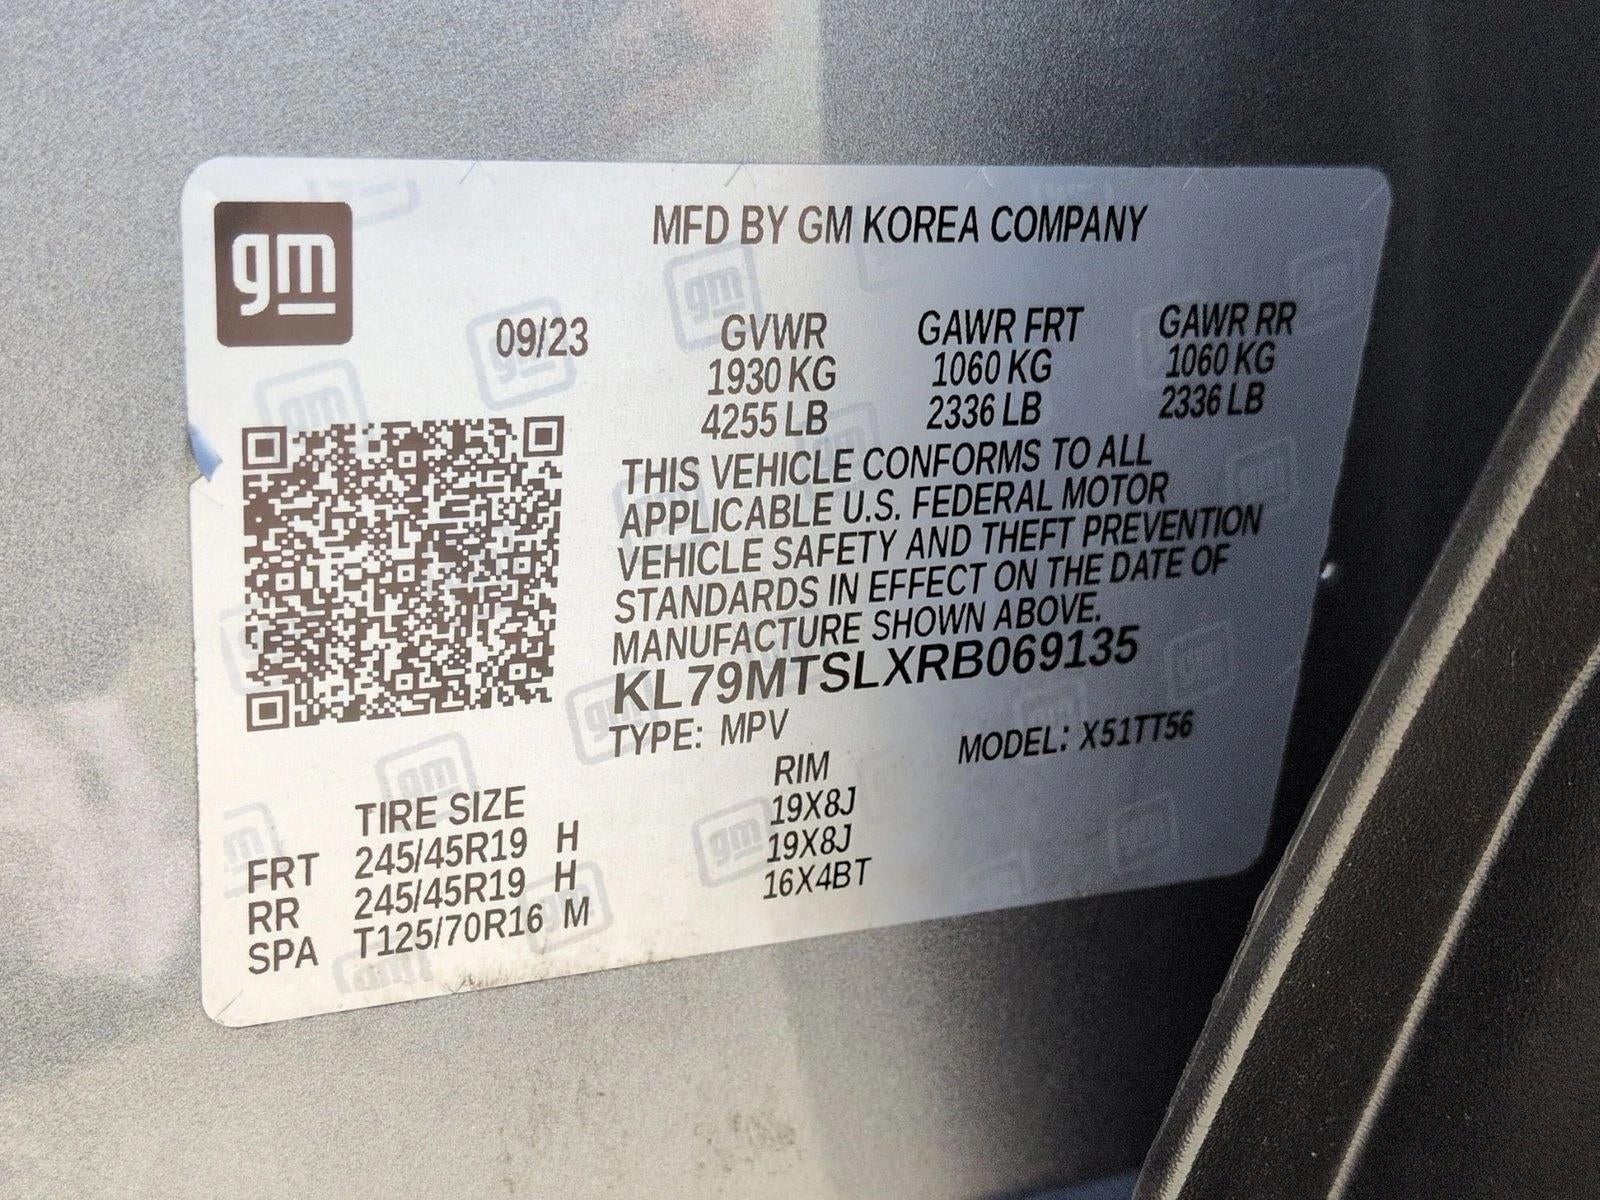 gm
MFD BY GM KOREA COMPANY
09/23 GVWR GAWR FRT GAWR RR
1930 KG 1060 KG 1060 KG
4255 LB 2336 LB 2336 LB
THIS VEHICLE CONFORMS TO ALL
APPLICABLE U.S. FEDERAL MOTOR
VEHICLE SAFETY AND THEFT PREVENTION
STANDARDS IN EFFECT ON THE DATE OF
MANUFACTURE SHOWN ABOVE.
KL79MTSLXRB069135
TYPE: MPV MODEL: X51TT56
TIRE SIZE RIM
FRT 245/45R19 H 19X8J
RR 245/45R19 H 19X8J
SPA T125/70R16 M 16X4BT